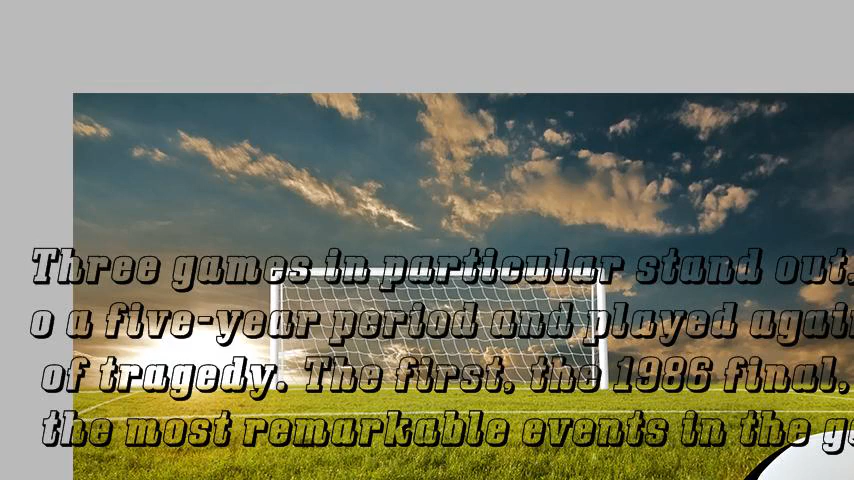 Three games in particular stand out,
o a five-year period and played agai
of tragedy. The first, the 1986 final,
the most remarkable events in the g